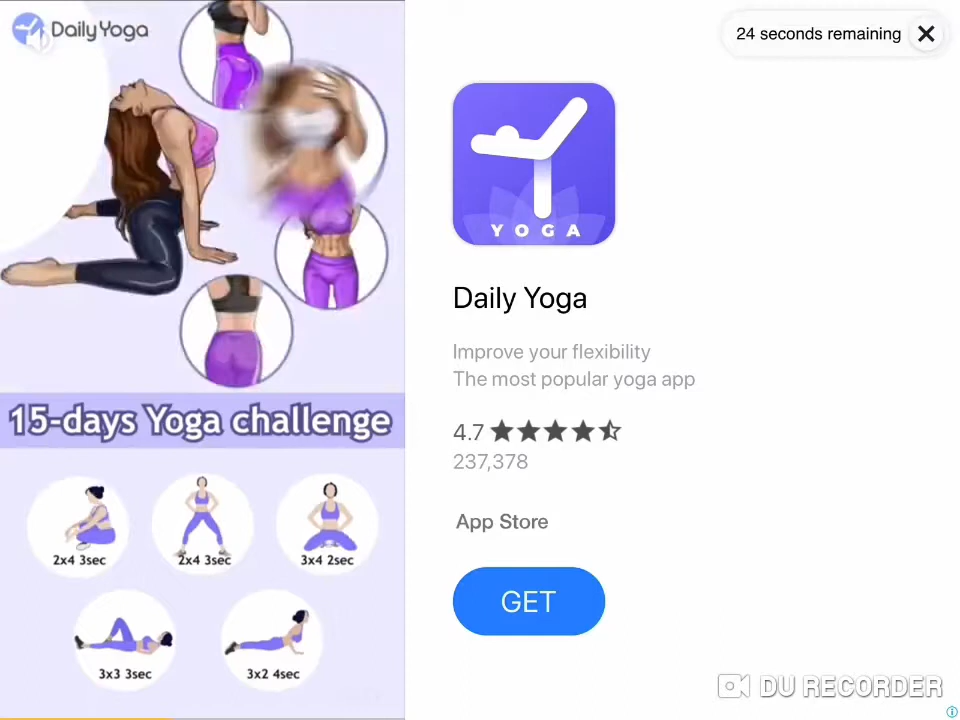 Daily Yoga
24 seconds remaining
YOGA
Daily Yoga
Improve your flexibility
The most popular yoga app
4.7
237,378
App Store
GET
15-days Yoga challenge
2x4 3sec
2x4 3sec
3x4 2sec
3x3 3sec
3x2 4sec
DU RECORDER